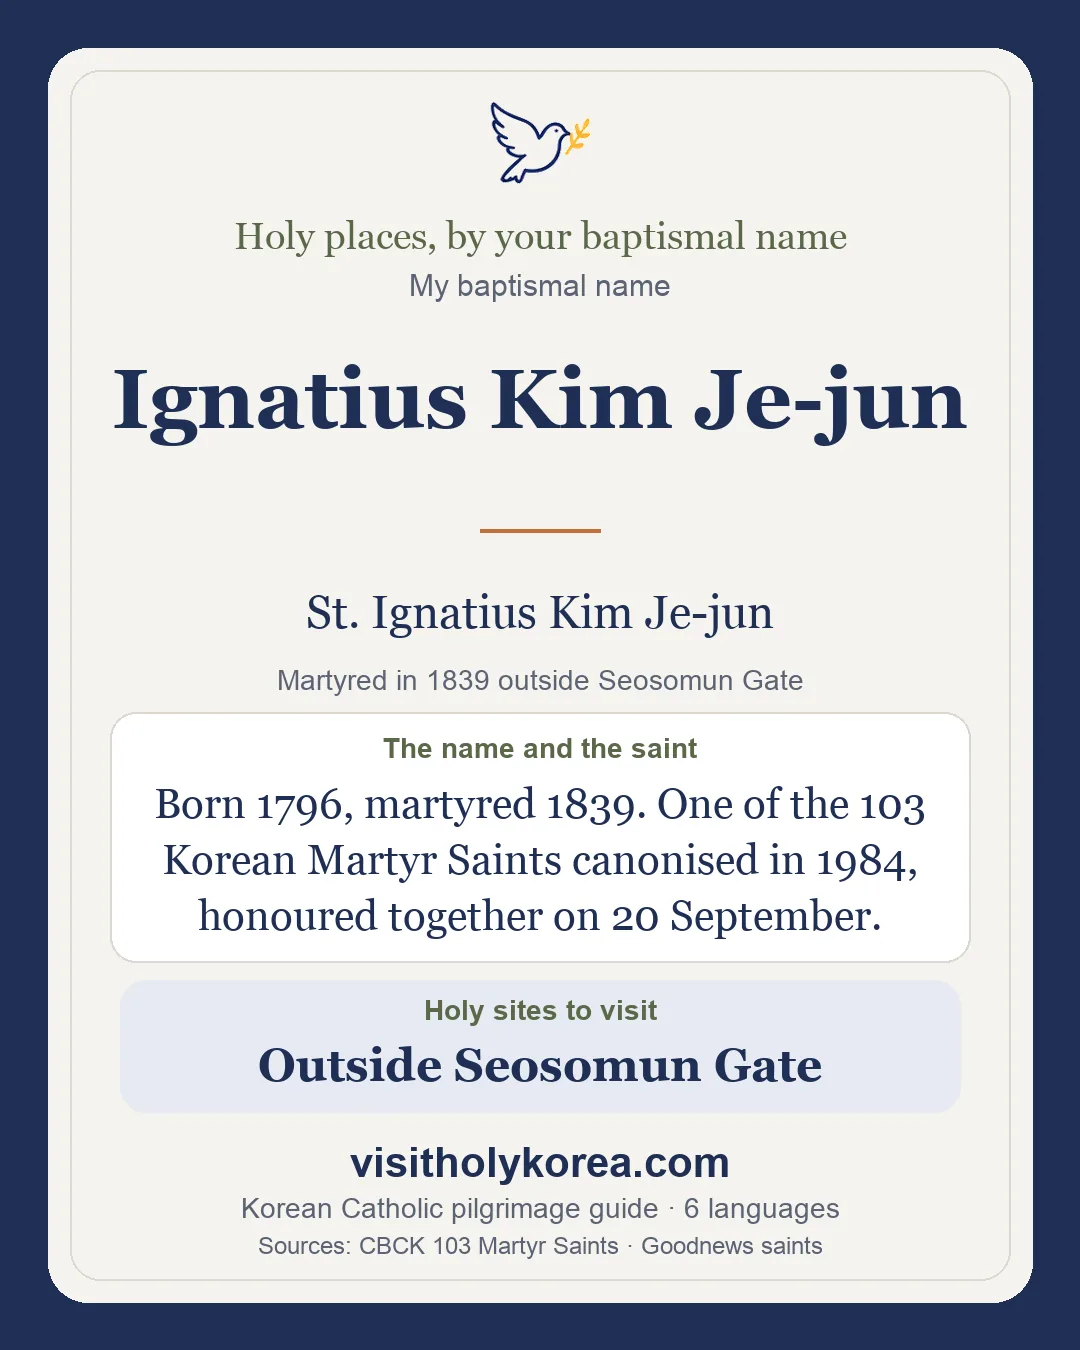 Holy places, by your baptismal name
My baptismal name
Ignatius Kim Je-jun
St. Ignatius Kim Je-jun
Martyred in 1839 outside Seosomun Gate
The name and the saint
Born 1796, martyred 1839. One of the 103
Korean Martyr Saints canonised in 1984,
honoured together on 20 September.
Holy sites to visit
Outside Seosomun Gate
visitholykorea.com
Korean Catholic pilgrimage guide · 6 languages
Sources: CBCK 103 Martyr Saints · Goodnews saints